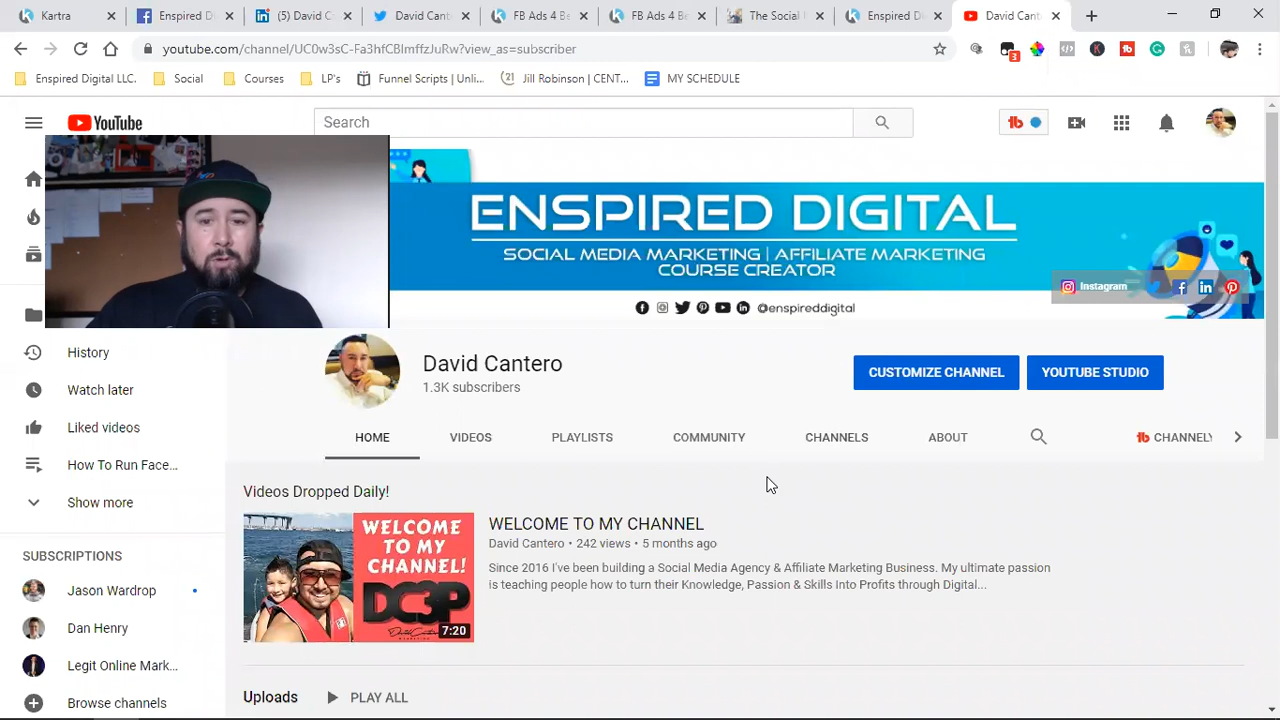 Kartra
Enspired Di
(5) David C
David Cante
FB Ads 4 Be
FB Ads 4 Be
The Social
Enspired Di
David Cant
youtube.com/channel/UC0w3sC-Fa3hfCBlmffzJuRw?view_as=subscriber
3
Enspired Digital LLC.
Social
Courses
LP's
Funnel Scripts | Unli...
Jill Robinson | CENT...
MY SCHEDULE
YouTube
Search
ENSPIRED DIGITAL
SOCIAL MEDIA MARKETING | AFFILIATE MARKETING
COURSE CREATOR
@enspireddigital
Instagram
David Cantero
1.3K subscribers
CUSTOMIZE CHANNEL
YOUTUBE STUDIO
HOME
VIDEOS
PLAYLISTS
COMMUNITY
CHANNELS
ABOUT
CHANNELY
History
Watch later
Liked videos
How To Run Face...
Show more
SUBSCRIPTIONS
Jason Wardrop
Dan Henry
Legit Online Mark...
Browse channels
Videos Dropped Daily!
WELCOME
TO MY
CHANNEL!
DC3P
7:20
WELCOME TO MY CHANNEL
David Cantero • 242 views • 5 months ago
Since 2016 I've been building a Social Media Agency & Affiliate Marketing Business. My ultimate passion
is teaching people how to turn their Knowledge, Passion & Skills Into Profits through Digital...
Uploads
PLAY ALL